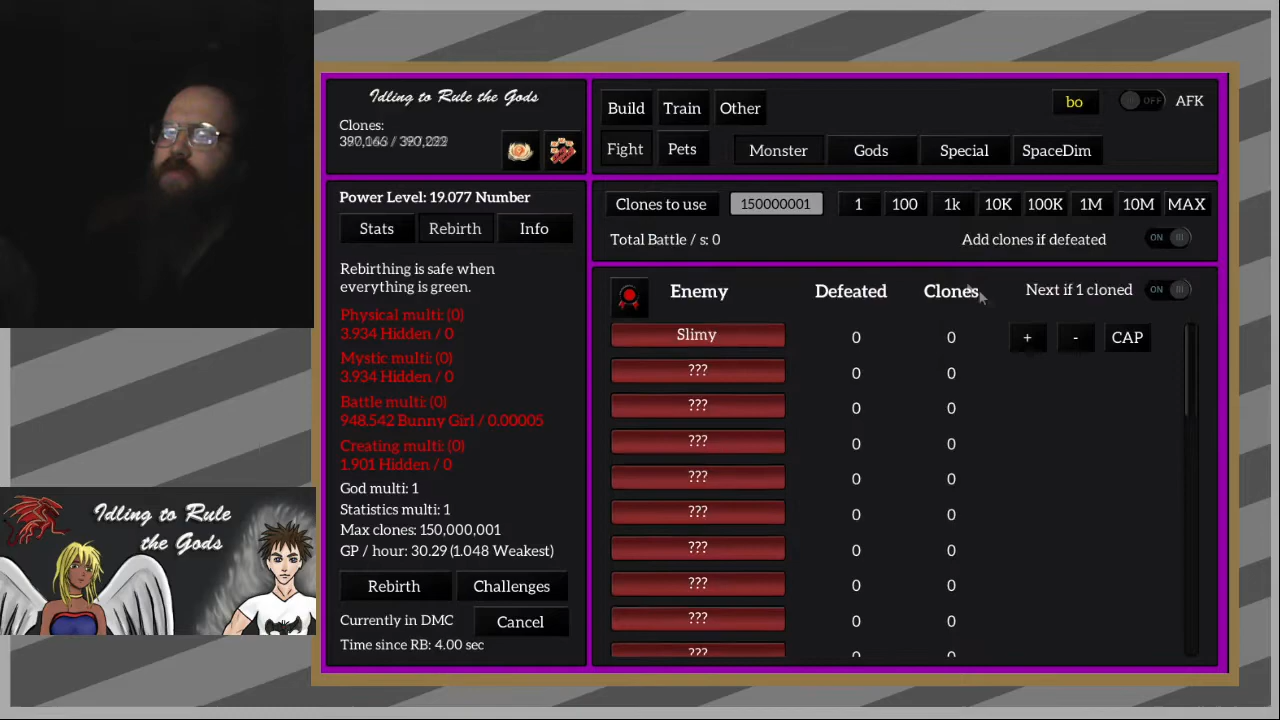 Idling to Rule the Gods
Clones:
/ 390,222
Build
Train
Other
bo
OFF
AFK
Fight
Pets
Monster
Gods
Special
SpaceDim
Power Level: 19.077 Number
Stats
Rebirth
Info
Clones to use
150000001
1
100
1k
10K
100K
1M
10M
MAX
Total Battle / s: 0
Add clones if defeated
ON
Rebirthing is safe when
everything is green.
Physical multi: (0)
3.934 Hidden / 0
Mystic multi: (0)
3.934 Hidden / 0
Battle multi: (0)
948.542 Bunny Girl / 0.00005
Creating multi: (0)
1.901 Hidden / 0
God multi: 1
Statistics multi: 1
Max clones: 150,000,001
GP / hour: 30.29 (1.048 Weakest)
Rebirth
Challenges
Currently in DMC
Cancel
Time since RB: 4.00 sec
Enemy
Defeated
Clones
Next if 1 cloned
ON
Slimy
0
0
+
-
CAP
???
0
0
???
0
0
???
0
0
???
0
0
???
0
0
???
0
0
???
0
0
???
0
0
???
0
0
Idling to Rule
the Gods